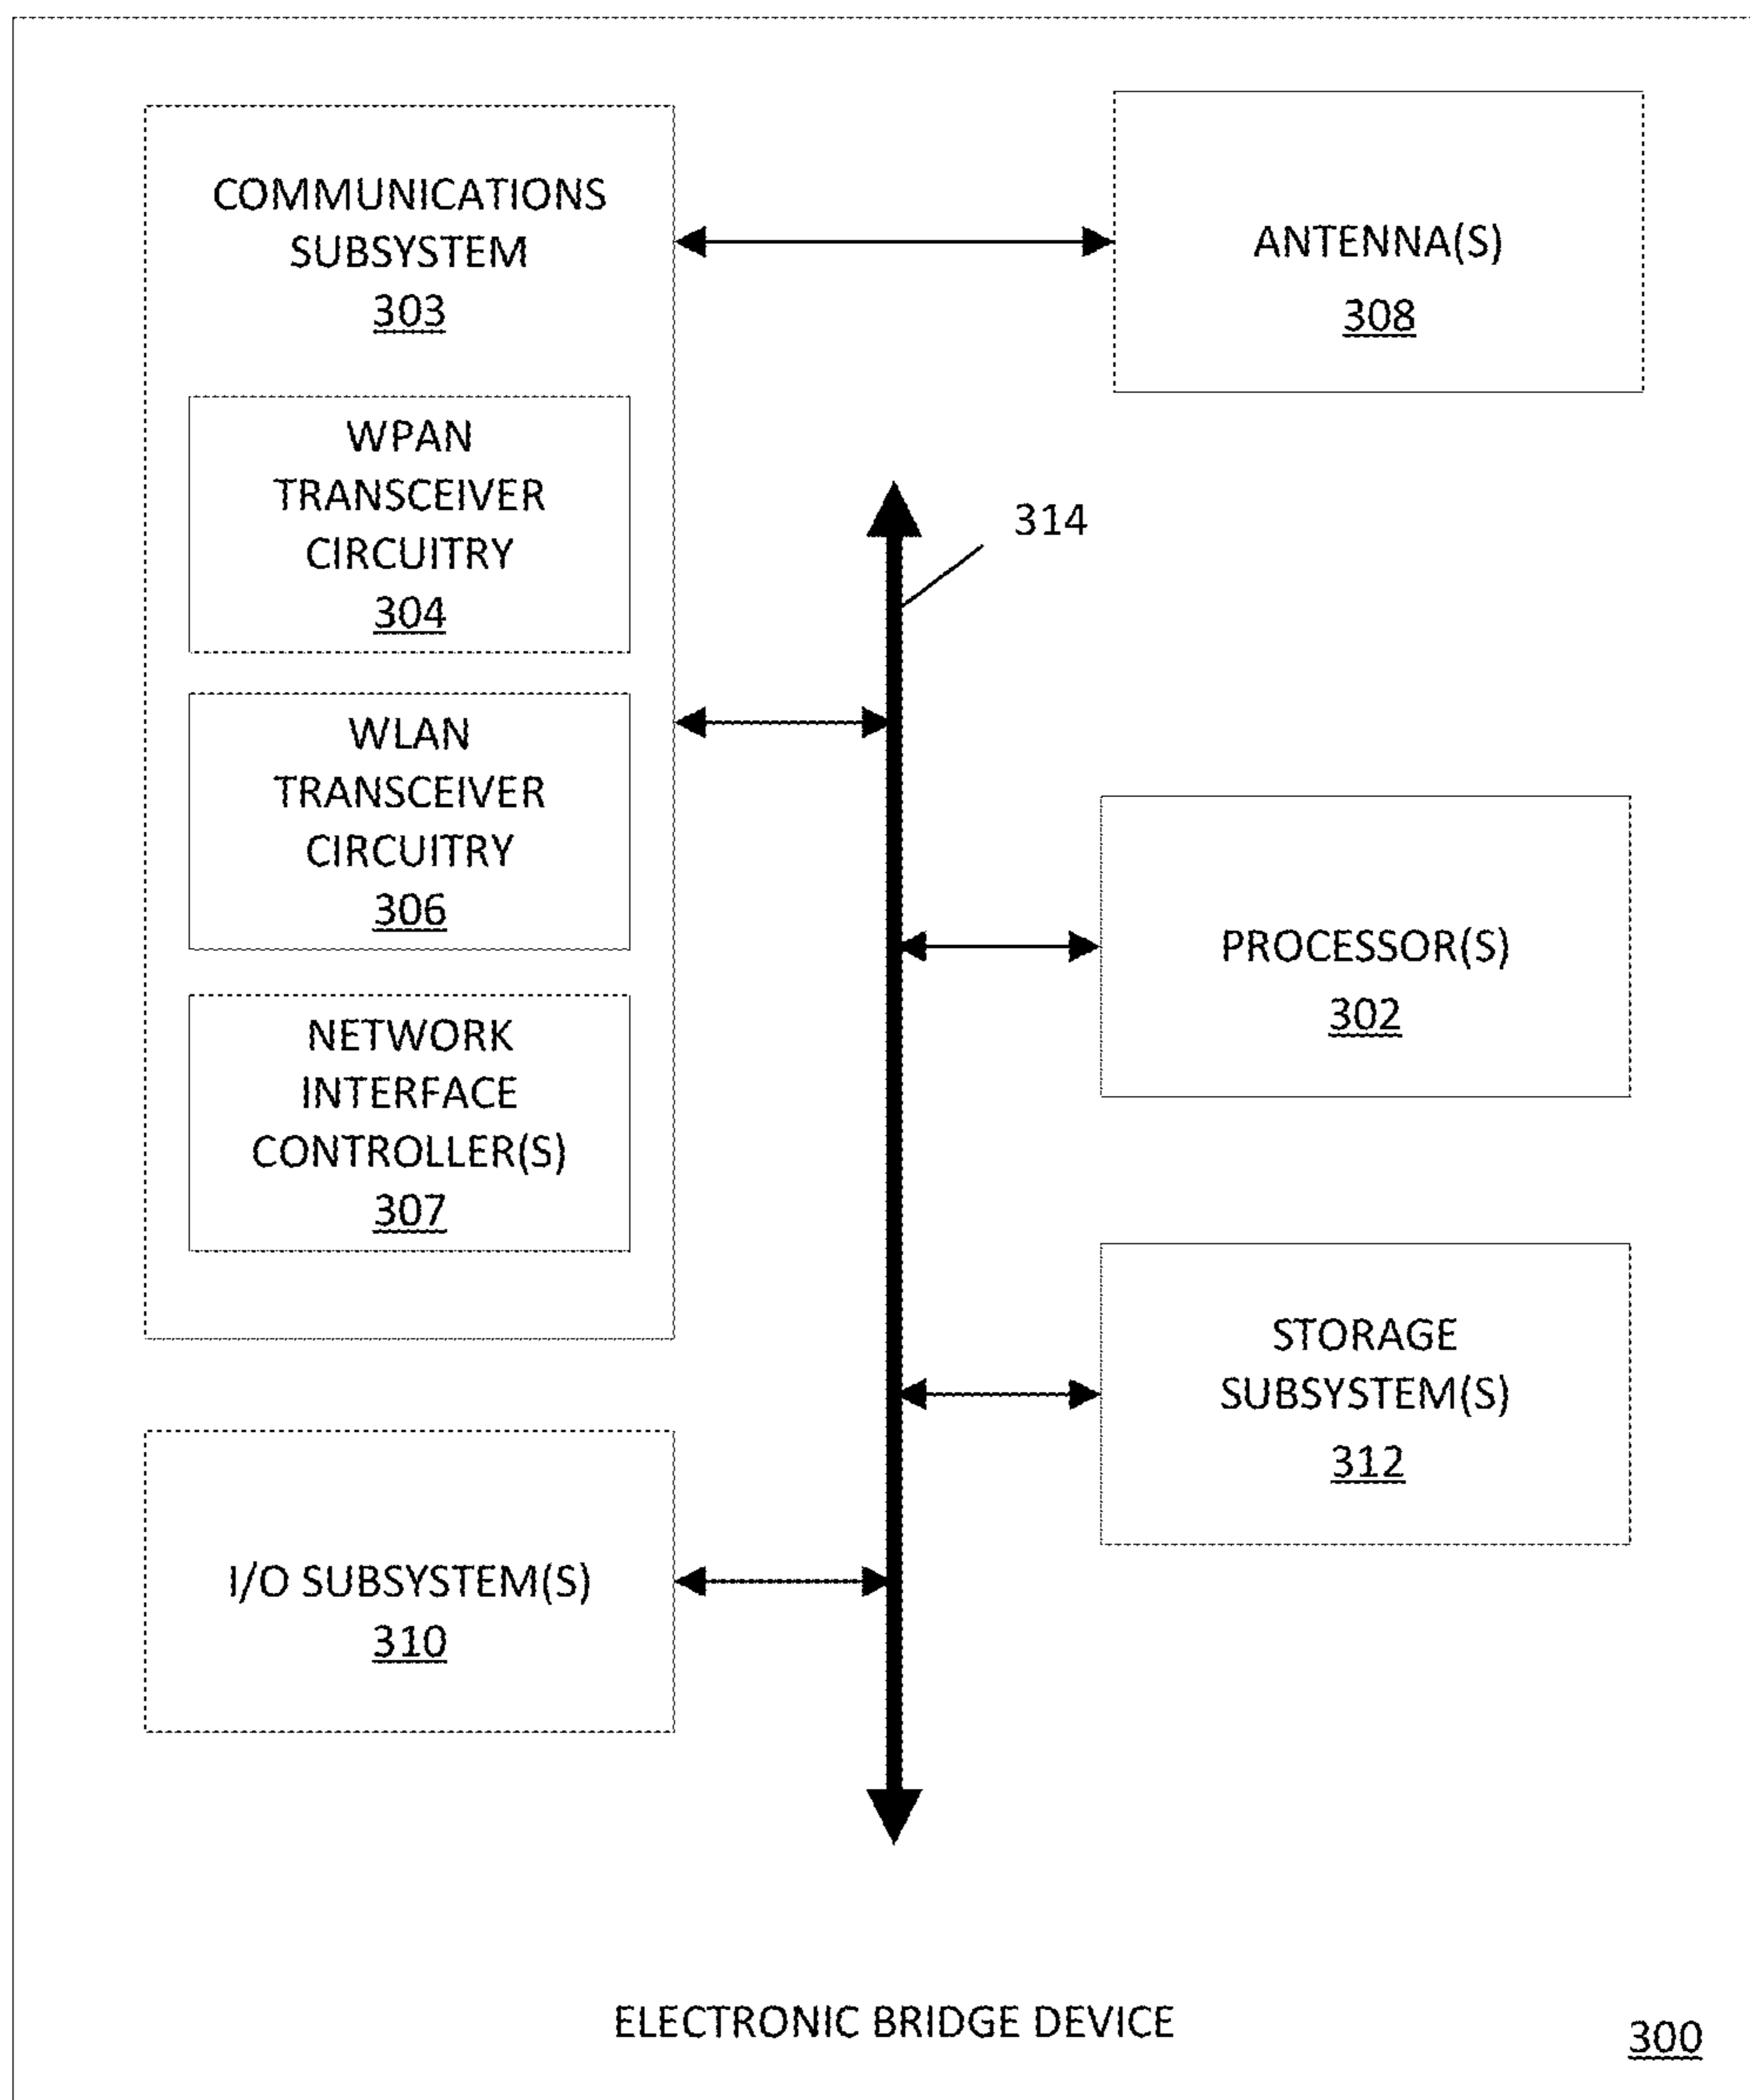 COMMUNICATIONS
SUBSYSTEM
303
WPAN
TRANSCEIVER
CIRCUITRY
304
WLAN
TRANSCEIVER
CIRCUITRY
306
NETWORK
INTERFACE
CONTROLLER(S)
307
I/O SUBSYSTEM(S)
310
ANTENNA(S)
308
314
PROCESSOR(S)
302
STORAGE
SUBSYSTEM(S)
312
ELECTRONIC BRIDGE DEVICE
300